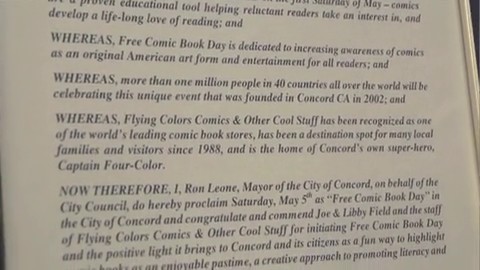 are a proven educational tool helping reluctant readers take an interest in, and
develop a life-long love of reading; and
WHEREAS, Free Comic Book Day is dedicated to increasing awareness of comics
as an original American art form and entertainment for all readers; and
WHEREAS, more than one million people in 40 countries all over the world will be
celebrating this unique event that was founded in Concord CA in 2002; and
WHEREAS, Flying Colors Comics & Other Cool Stuff has been recognized as one
of the world's leading comic book stores, has been a destination spot for many local
families and visitors since 1988, and is the home of Concord's own super-hero,
Captain Four-Color.
NOW THEREFORE, I, Ron Leone, Mayor of the City of Concord, on behalf of the
City Council, do hereby proclaim Saturday, May 5th as "Free Comic Book Day" in
the City of Concord and congratulate and commend Joe & Libby Field and the staff
of Flying Colors Comics & Other Cool Stuff for initiating Free Comic Book Day
and the positive light it brings to Concord and its citizens as a fun way to highlight
books as an enjoyable pastime, a creative approach to promoting literacy and